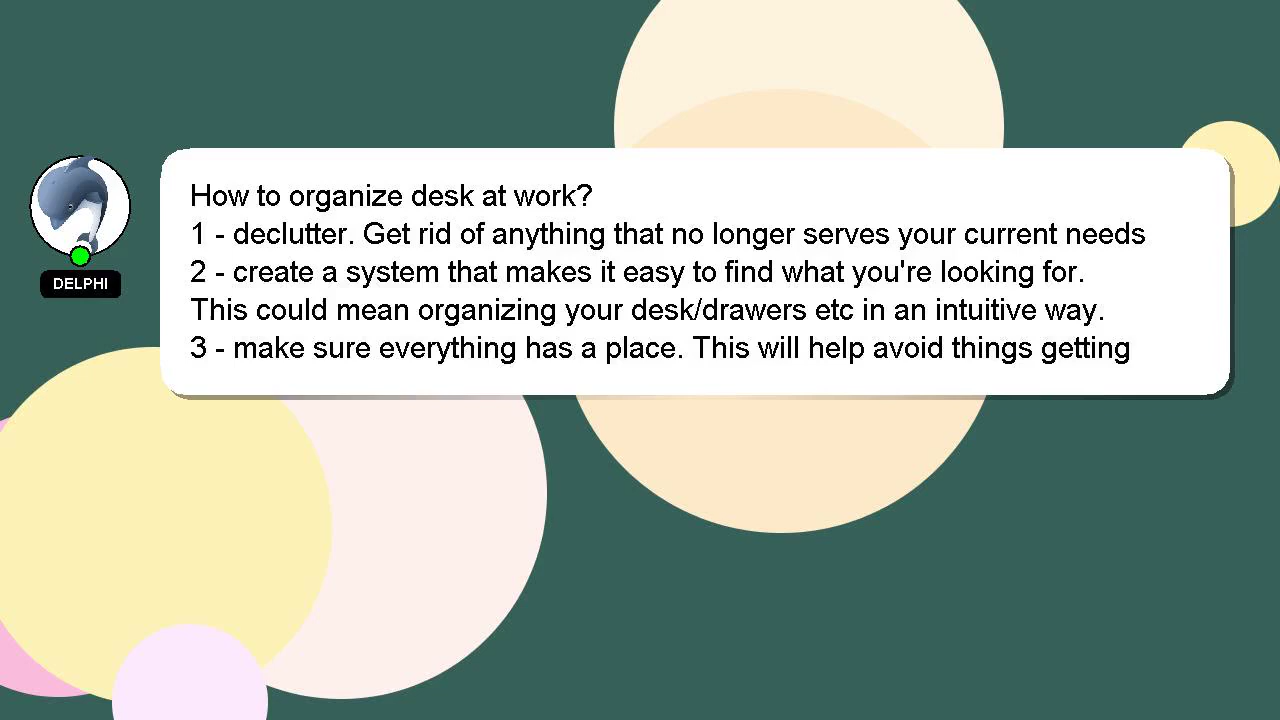 How to organize desk at work?
1 - declutter. Get rid of anything that no longer serves your current needs
2 - create a system that makes it easy to find what you're looking for.
This could mean organizing your desk/drawers etc in an intuitive way.
3 - make sure everything has a place. This will help avoid things getting
DELPHI